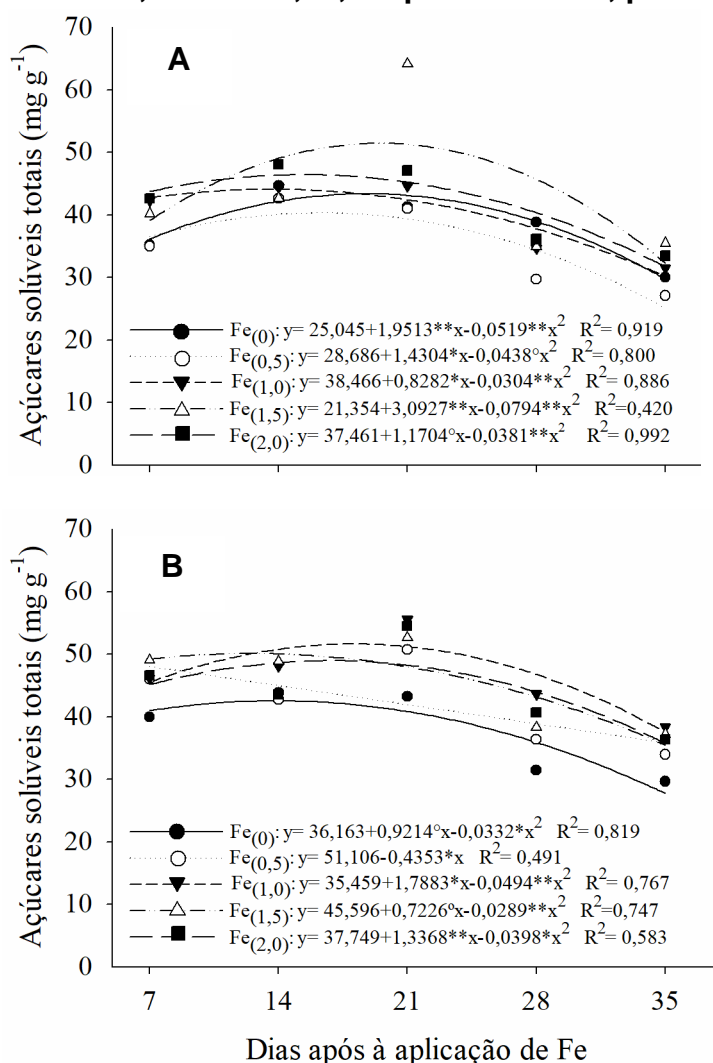 A
Açúcares solúveis totais (mg g⁻¹)
70
60
50
40
30
20
10
0
Fe(0): y= 25,045+1,9513**x-0,0519**x² R²= 0,919
Fe(0,5): y= 28,686+1,4304*x-0,0438°x² R²= 0,800
Fe(1,0): y= 38,466+0,8282*x-0,0304**x² R²= 0,886
Fe(1,5): y= 21,354+3,0927**x-0,0794**x² R²=0,420
Fe(2,0): y= 37,461+1,1704°x-0,0381**x² R²= 0,992
B
Açúcares solúveis totais (mg g⁻¹)
70
60
50
40
30
20
10
0
Fe(0): y= 36,163+0,9214°x-0,0332*x² R²= 0,819
Fe(0,5): y= 51,106-0,4353*x R²= 0,491
Fe(1,0): y= 35,459+1,7883*x-0,0494**x² R²= 0,767
Fe(1,5): y= 45,596+0,7226ºx-0,0289**x² R²=0,747
Fe(2,0): y= 37,749+1,3368**x-0,0398*x² R²= 0,583
7 14 21 28 35
Dias após à aplicação de Fe